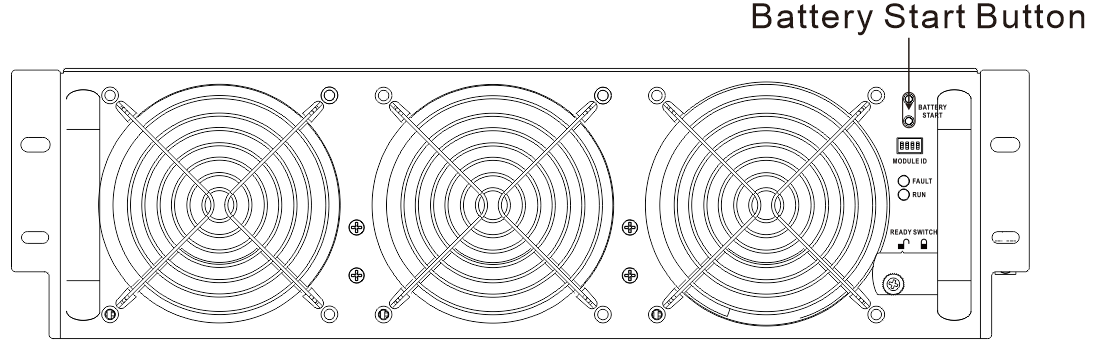 Battery Start Button
BATTERY
START
MODULE ID
FAULT
RUN
READY SWITCH